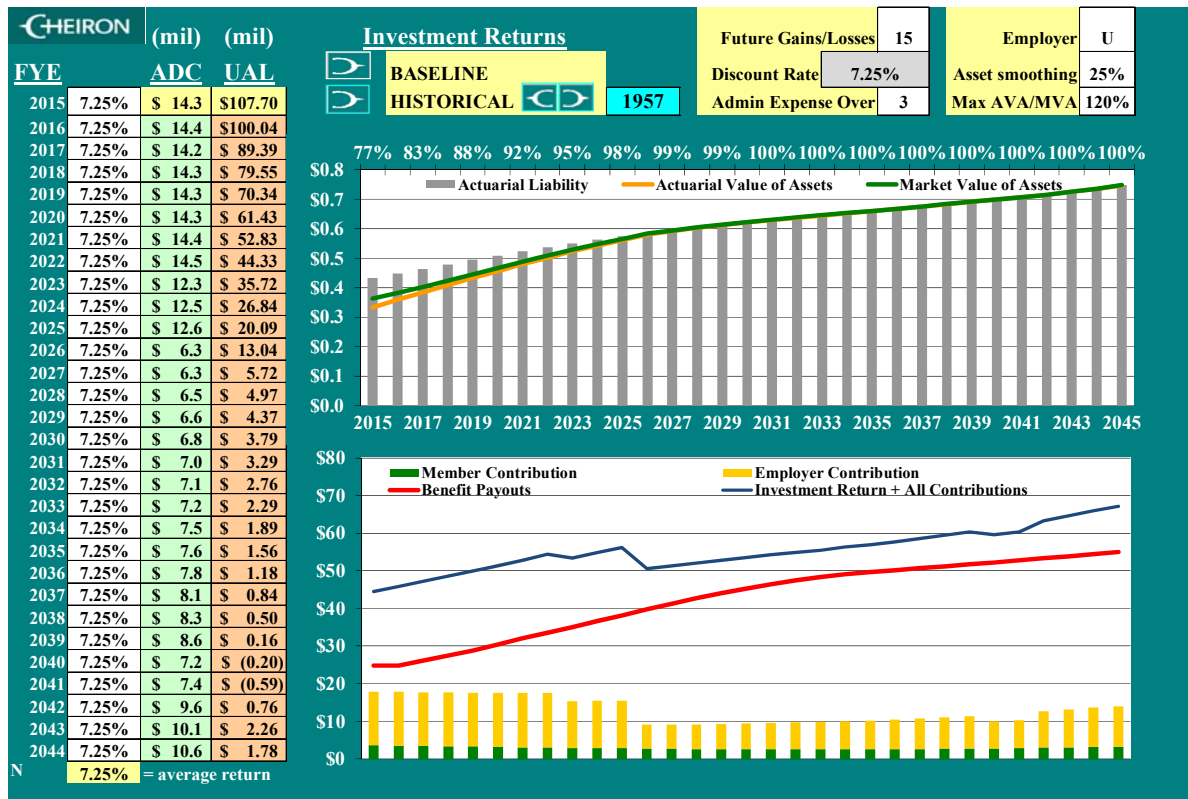 CHEIRON
(mil) (mil)
FYE ADC UAL
2015 7.25% $ 14.3 $107.70
2016 7.25% $ 14.4 $100.04
2017 7.25% $ 14.2 $ 89.39
2018 7.25% $ 14.3 $ 79.55
2019 7.25% $ 14.3 $ 70.34
2020 7.25% $ 14.3 $ 61.43
2021 7.25% $ 14.4 $ 52.83
2022 7.25% $ 14.5 $ 44.33
2023 7.25% $ 12.3 $ 35.72
2024 7.25% $ 12.5 $ 26.84
2025 7.25% $ 12.6 $ 20.09
2026 7.25% $ 6.3 $ 13.04
2027 7.25% $ 6.3 $ 5.72
2028 7.25% $ 6.5 $ 4.97
2029 7.25% $ 6.6 $ 4.37
2030 7.25% $ 6.8 $ 3.79
2031 7.25% $ 7.0 $ 3.29
2032 7.25% $ 7.1 $ 2.76
2033 7.25% $ 7.2 $ 2.29
2034 7.25% $ 7.5 $ 1.89
2035 7.25% $ 7.6 $ 1.56
2036 7.25% $ 7.8 $ 1.18
2037 7.25% $ 8.1 $ 0.84
2038 7.25% $ 8.3 $ 0.50
2039 7.25% $ 8.6 $ 0.16
2040 7.25% $ 7.2 $ (0.20)
2041 7.25% $ 7.4 $ (0.59)
2042 7.25% $ 9.6 $ 0.76
2043 7.25% $ 10.1 $ 2.26
2044 7.25% $ 10.6 $ 1.78
N 7.25% = average return
Investment Returns
BASELINE
HISTORICAL 1957
Future Gains/Losses 15
Discount Rate 7.25%
Admin Expense Over 3
Employer U
Asset smoothing 25%
Max AVA/MVA 120%
77% 83% 88% 92% 95% 98% 99% 99% 100% 100% 100% 100% 100% 100% 100% 100%
Actuarial Liability Actuarial Value of Assets Market Value of Assets
$0.8
$0.7
$0.6
$0.5
$0.4
$0.3
$0.2
$0.1
$0.0
2015 2017 2019 2021 2023 2025 2027 2029 2031 2033 2035 2037 2039 2041 2043 2045
Member Contribution Employer Contribution
Benefit Payouts Investment Return + All Contributions
$80
$70
$60
$50
$40
$30
$20
$10
$0